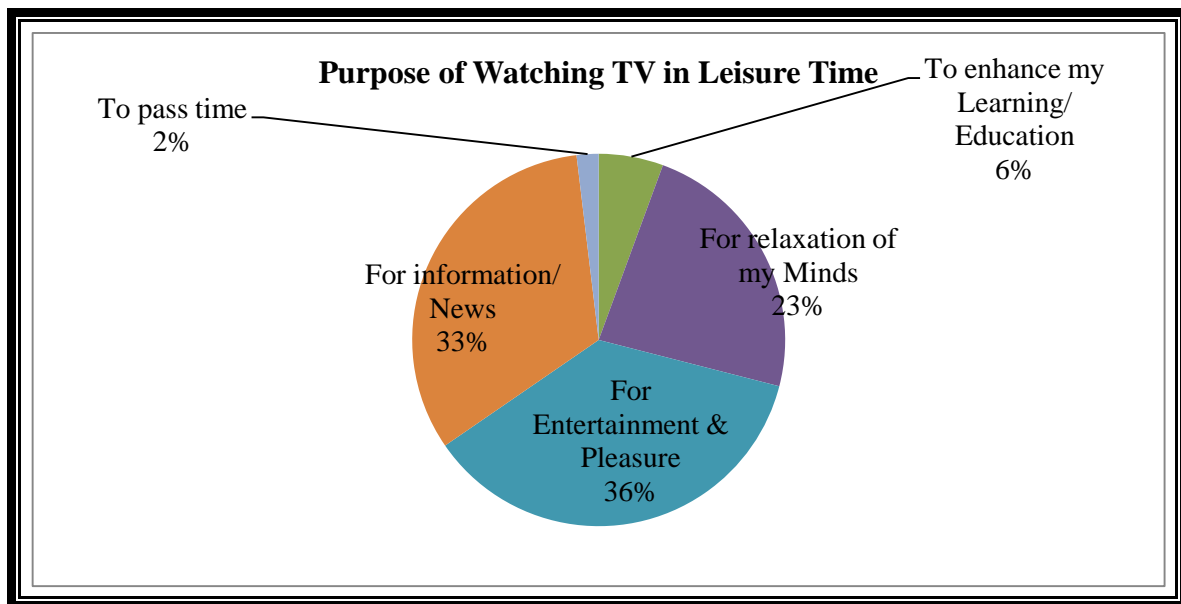 Purpose of Watching TV in Leisure Time
To pass time
2%
To enhance my
Learning/
Education
6%
For relaxation of
my Minds
23%
For information/
News
33%
For
Entertainment &
Pleasure
36%